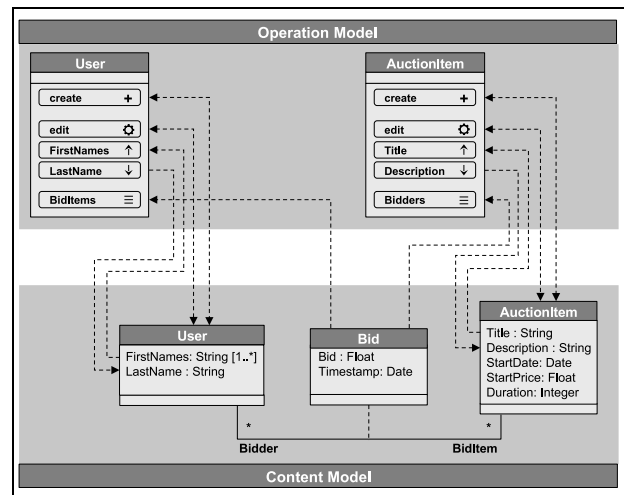 Operation Model
User
create +
edit
FirstNames ↑
LastName ↓
BidItems ☰
AuctionItem
create +
edit
Title ↑
Description ↓
Bidders ☰
User
FirstNames: String [1..*]
LastName : String
Bid
Bid : Float
Timestamp: Date
AuctionItem
Title : String
Description : String
StartDate: Date
StartPrice: Float
Duration: Integer
* *
Bidder BidItem
Content Model